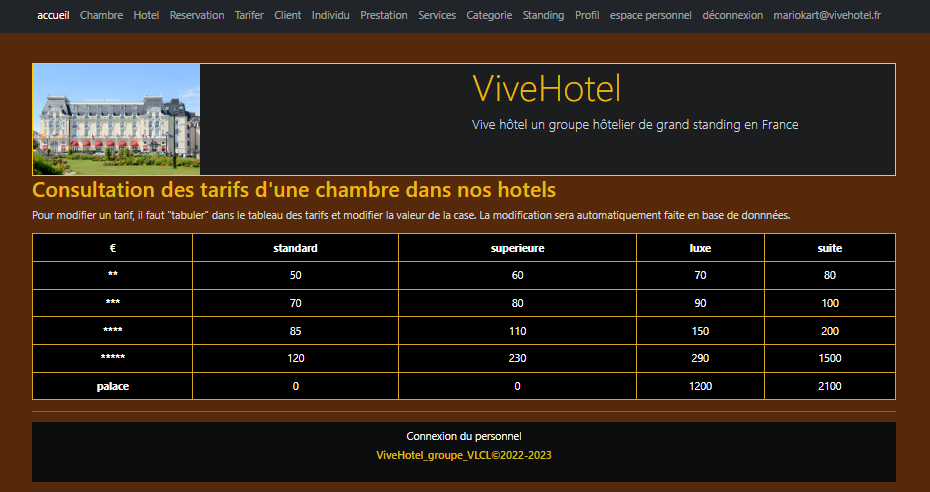 accueil Chambre Hotel Reservation Tarifer Client Individu Prestation Services Categorie Standing Profil espace personnel déconnexion mariokart@vivehotel.fr
ViveHotel
Vive hôtel un groupe hôtelier de grand standing en France
Consultation des tarifs d'une chambre dans nos hotels
Pour modifier un tarif, il faut "tabuler" dans le tableau des tarifs et modifier la valeur de la case. La modification sera automatiquement faite en base de donnnées.
€ standard superieure luxe suite
** 50 60 70 80
*** 70 80 90 100
**** 85 110 150 200
***** 120 230 290 1500
palace 0 0 1200 2100
Connexion du personnel
ViveHotel_groupe_VLCL©2022-2023